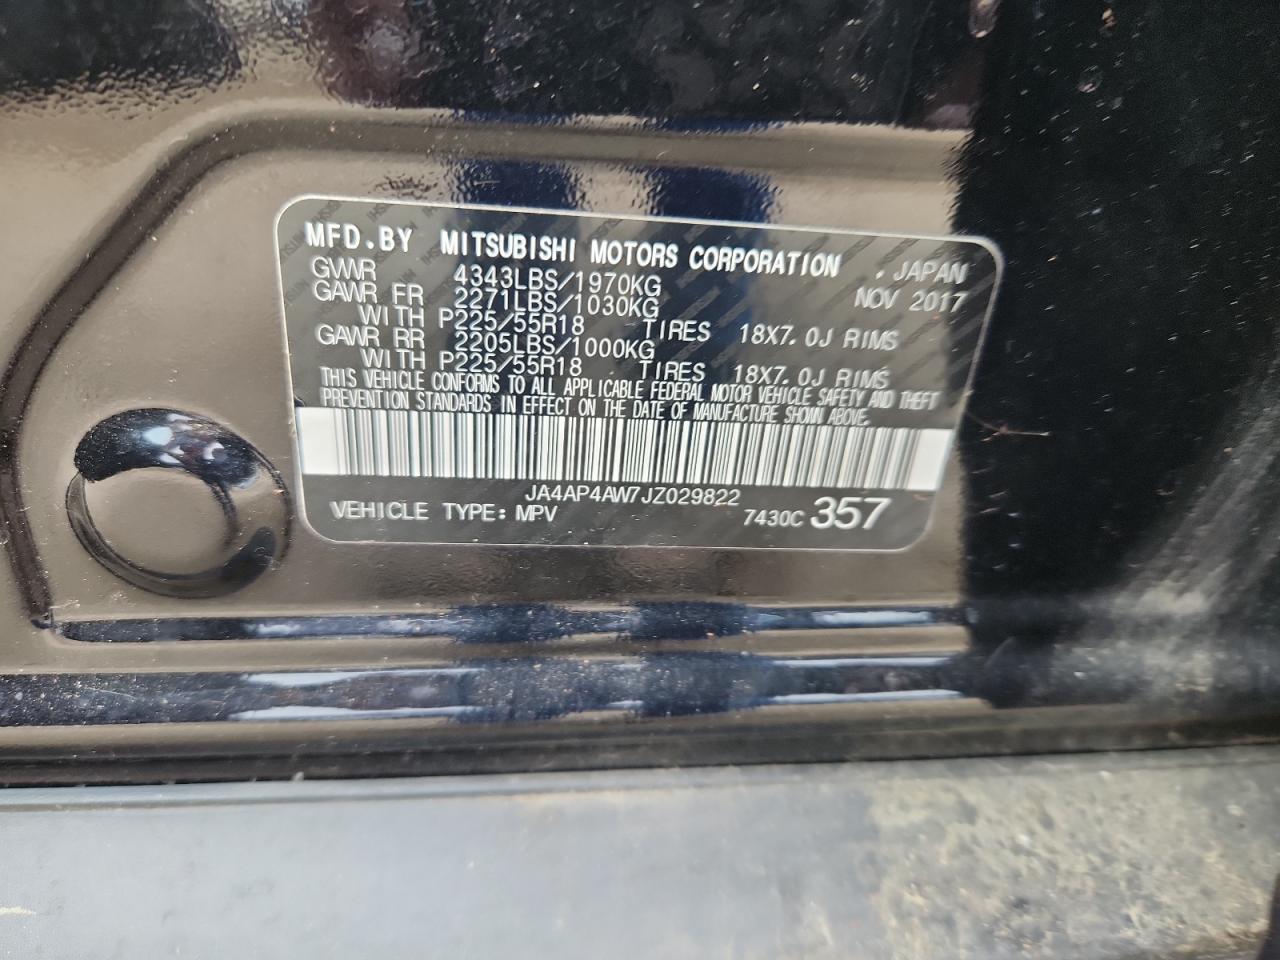 MFD.BY MITSUBISHI MOTORS CORPORATION , JAPAN
GVWR 4343LBS/1970KG NOV 2017
GAWR FR 2271LBS/1030KG
WITH P225/55R18 TIRES 18X7.0J RIMS
GAWR RR 2205LBS/1000KG
WITH P225/55R18 TIRES 18X7.0J RIMS
THIS VEHICLE CONFORMS TO ALL APPLICABLE FEDERAL MOTOR VEHICLE SAFETY AND THEFT
PREVENTION STANDARDS IN EFFECT ON THE DATE OF MANUFACTURE SHOWN ABOVE.
JA4AP4AW7JZ029822
VEHICLE TYPE: MPV 7430C 357